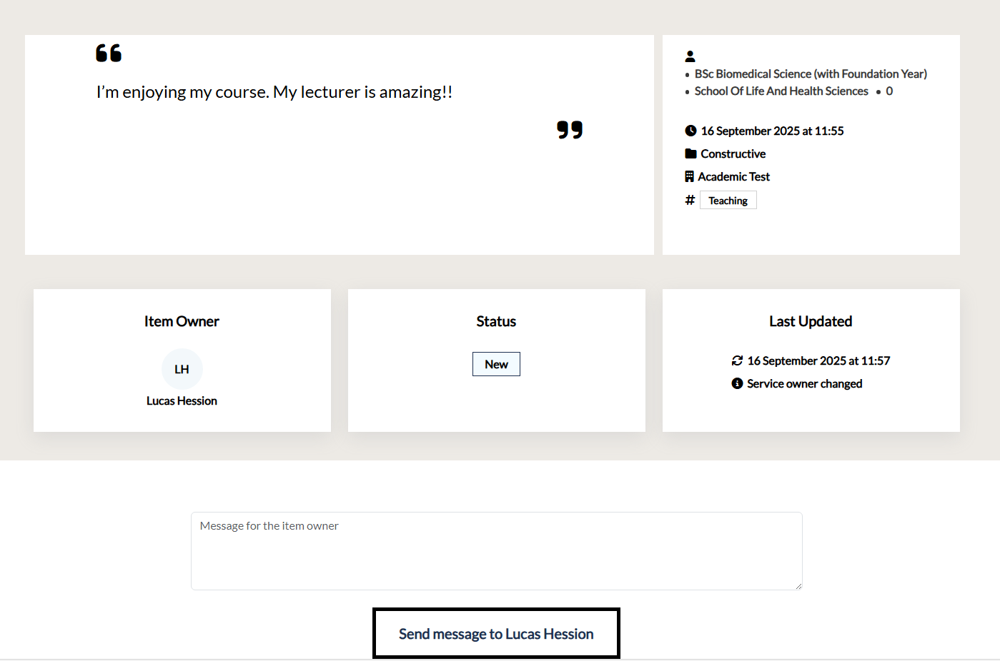 “
I’m enjoying my course. My lecturer is amazing!!
”
• BSc Biomedical Science (with Foundation Year)
• School Of Life And Health Sciences • 0
16 September 2025 at 11:55
Constructive
Academic Test
# Teaching
Item Owner
LH
Lucas Hession
Status
New
Last Updated
16 September 2025 at 11:57
Service owner changed
Message for the item owner
Send message to Lucas Hession